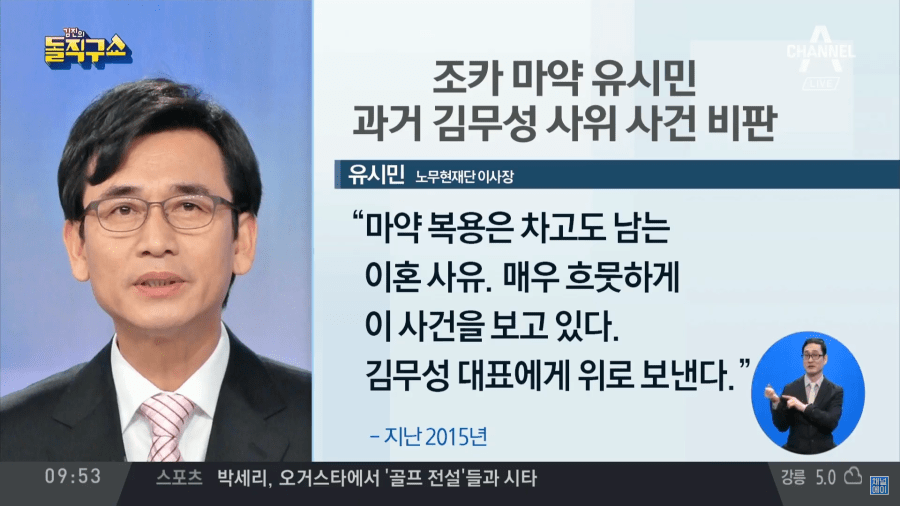 김진의
돌직구쇼
CHANNEL A
LIVE
조카 마약 유시민
과거 김무성 사위 사건 비판
유시민 노무현재단 이사장
“마약 복용은 차고도 남는
이혼 사유. 매우 흐뭇하게
이 사건을 보고 있다.
김무성 대표에게 위로 보낸다.”
– 지난 2015년
09:53 스포츠 박세리, 오거스타에서 '골프 전설'들과 시타 강릉 5.0
채널
에이